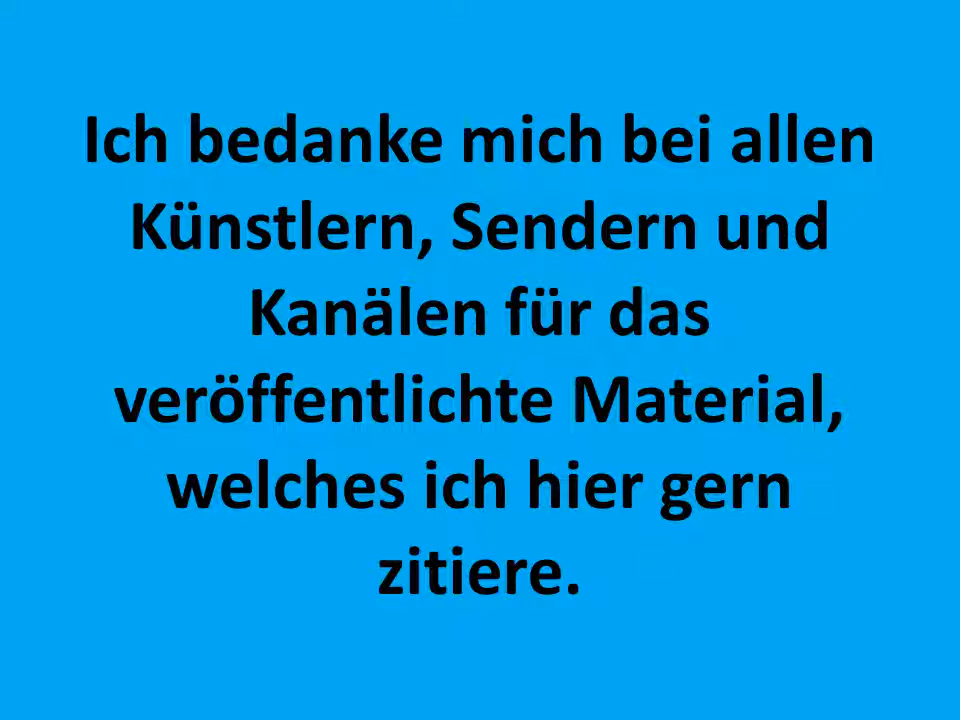 Ich bedanke mich bei allen
Künstlern, Sendern und
Kanälen für das
veröffentlichte Material,
welches ich hier gern
zitiere.